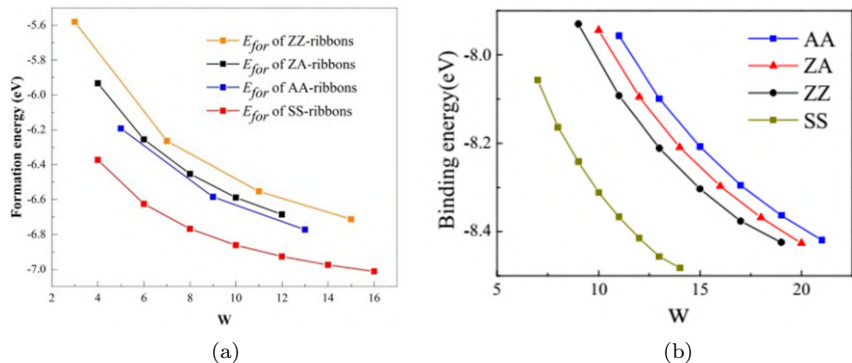 Formation energy (eV)
-5.6
-5.8
-6.0
-6.2
-6.4
-6.6
-6.8
-7.0
E_for of ZZ-ribbons
E_for of ZA-ribbons
E_for of AA-ribbons
E_for of SS-ribbons
2 4 6 8 10 12 14 16
W
(a)
Binding energy(eV)
-8.0
-8.2
-8.4
AA
ZA
ZZ
SS
5 10 15 20
W
(b)